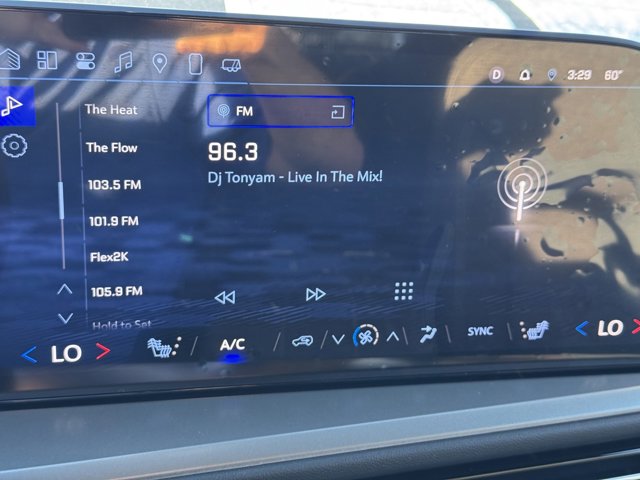 D 3:29 60°
The Heat
FM
The Flow
96.3
Dj Tonyam - Live In The Mix!
103.5 FM
101.9 FM
Flex2K
105.9 FM
Hold to Set
LO
A/C
SYNC
LO